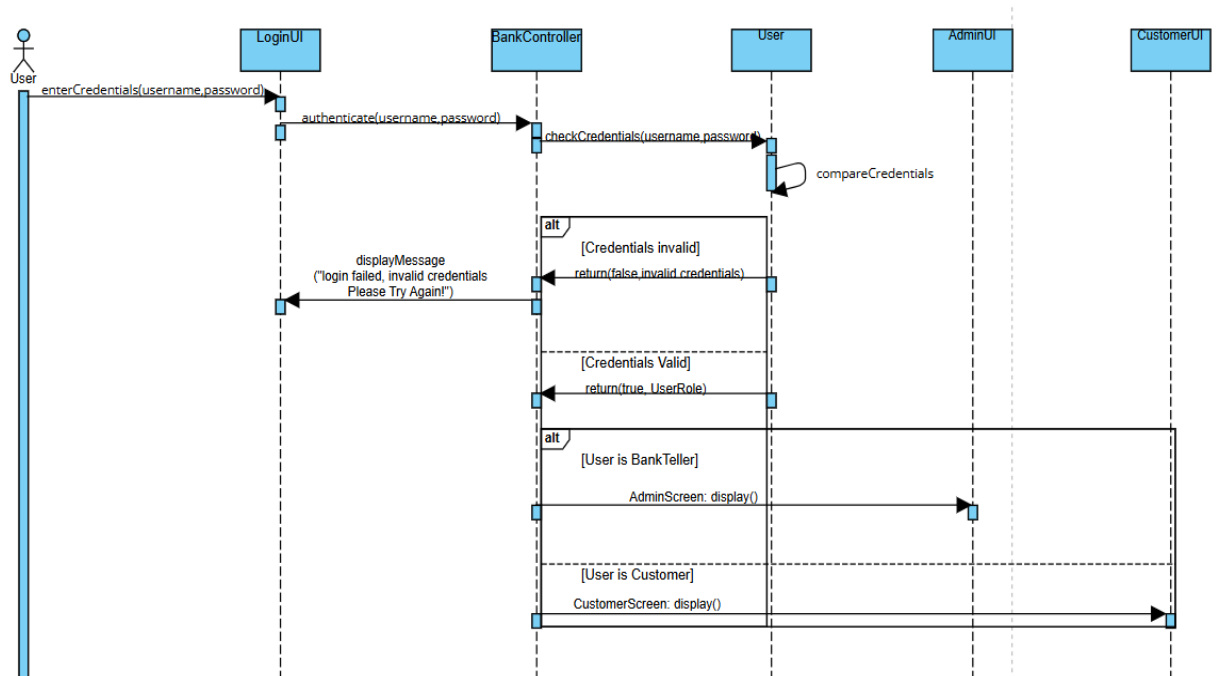 LoginUI
BankController
User
AdminUI
CustomerUI
User
enterCredentials(username,password)
authenticate(username,password)
checkCredentials(username,password)
compareCredentials
alt
[Credentials invalid]
return(false,invalid credentials)
displayMessage
("login failed, invalid credentials
Please Try Again!")
[Credentials Valid]
return(true, UserRole)
alt
[User is BankTeller]
AdminScreen: display()
[User is Customer]
CustomerScreen: display()